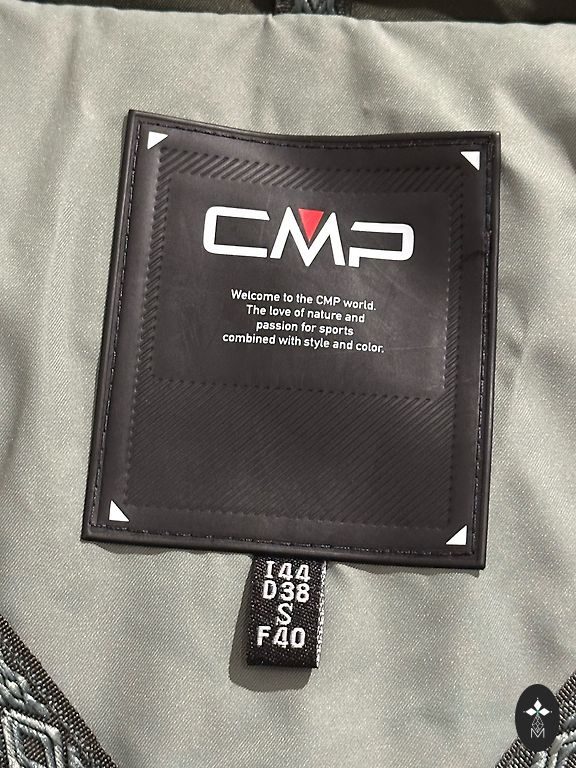 CMP
Welcome to the CMP world.
The love of nature and
passion for sports
combined with style and color.
I44
D38
S
F40
M